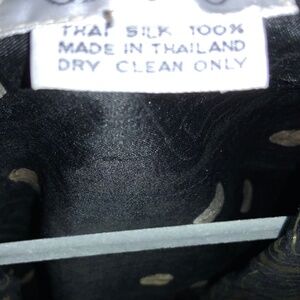 THAI SILK 100%
MADE IN THAILAND
DRY CLEAN ONLY